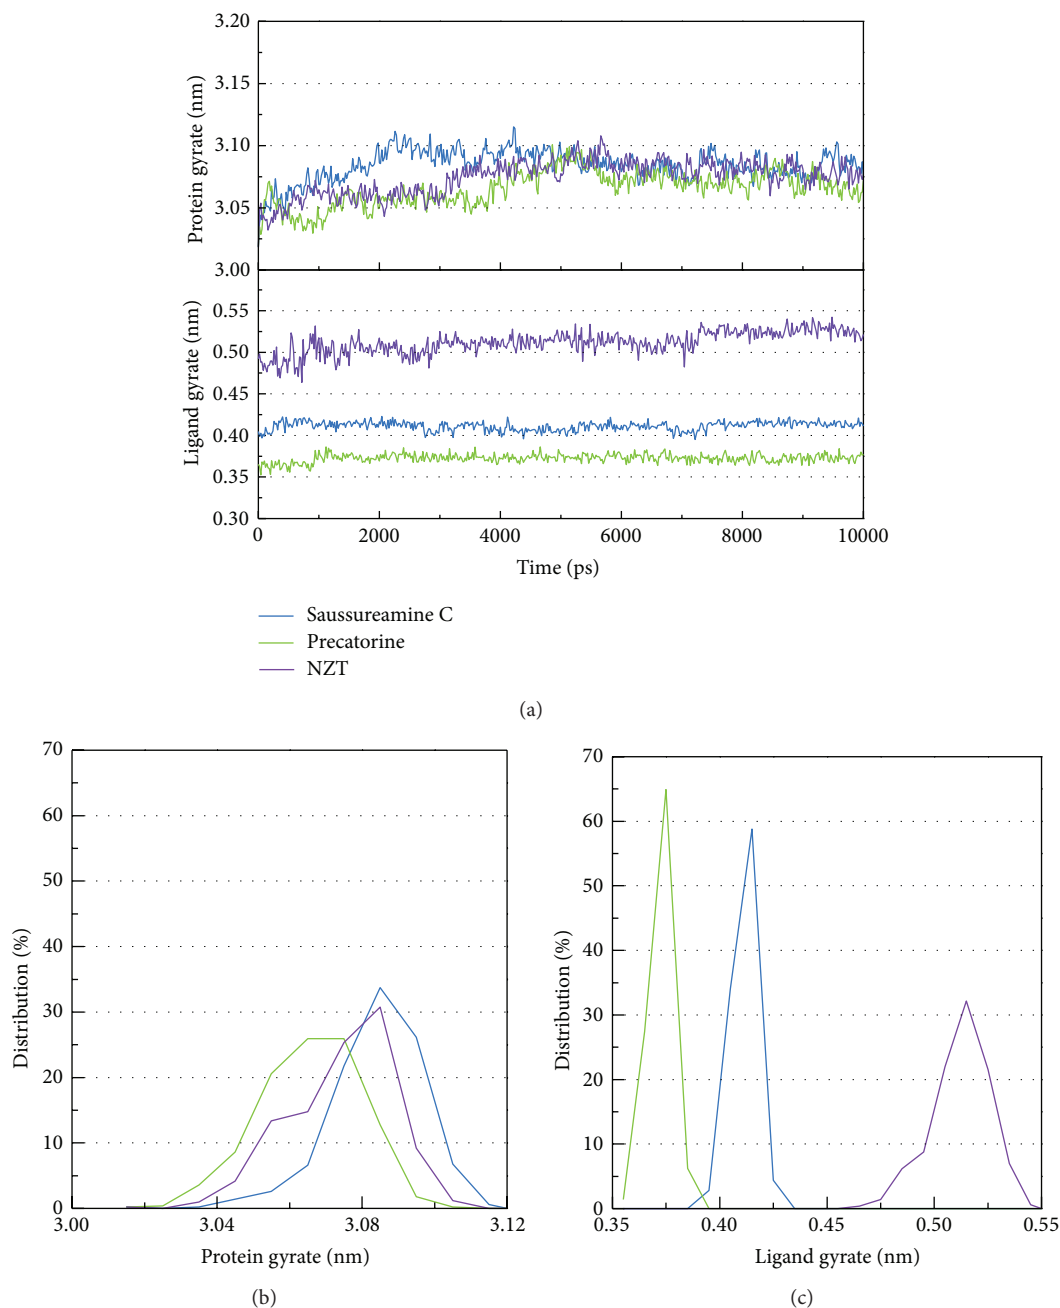 3.20
3.15
3.10
3.05
3.00
Protein gyrate (nm)
0.55
0.50
0.45
0.40
0.35
0.30
Ligand gyrate (nm)
0 2000 4000 6000 8000 10000
Time (ps)
Saussureamine C
Precatorine
NZT
(a)
70
60
50
40
30
20
10
0
Distribution (%)
3.00 3.04 3.08 3.12
Protein gyrate (nm)
(b)
70
60
50
40
30
20
10
0
Distribution (%)
0.35 0.40 0.45 0.50 0.55
Ligand gyrate (nm)
(c)